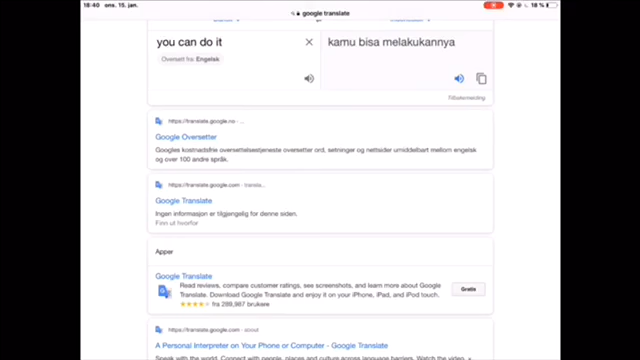 18:40 ons. 15. jan.
google translate
18 %
you can do it
kamu bisa melakukannya
Oversett fra Engelsk
Tilbakemelding
https://translate.google.no › ...
Google Oversetter
Googles kostnadsfrie oversettelsestjeneste oversetter ord, setninger og nettsider umiddelbart mellom engelsk
og over 100 andre språk.
https://translate.google.com › transla...
Google Translate
Ingen informasjon er tilgjengelig for denne siden.
Finn ut hvorfor
Apper
Google Translate
Read reviews, compare customer ratings, see screenshots, and learn more about Google
Translate. Download Google Translate and enjoy it on your iPhone, iPad, and iPod touch.
fra 289,987 brukere
Gratis
https://translate.google.com › about
A Personal Interpreter on Your Phone or Computer - Google Translate
Speak with the world. Connect with people, places and culture across language barriers. Watch the video.